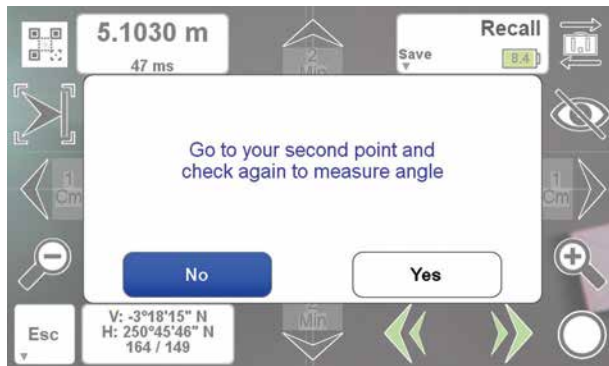 5.1030 m
47 ms
2
Min
Save
Recall
8.4
Go to your second point and
check again to measure angle
1
Cm
1
Cm
No
Yes
Esc
V: -3°18'15" N
H: 250°45'46" N
164 / 149
2
Min